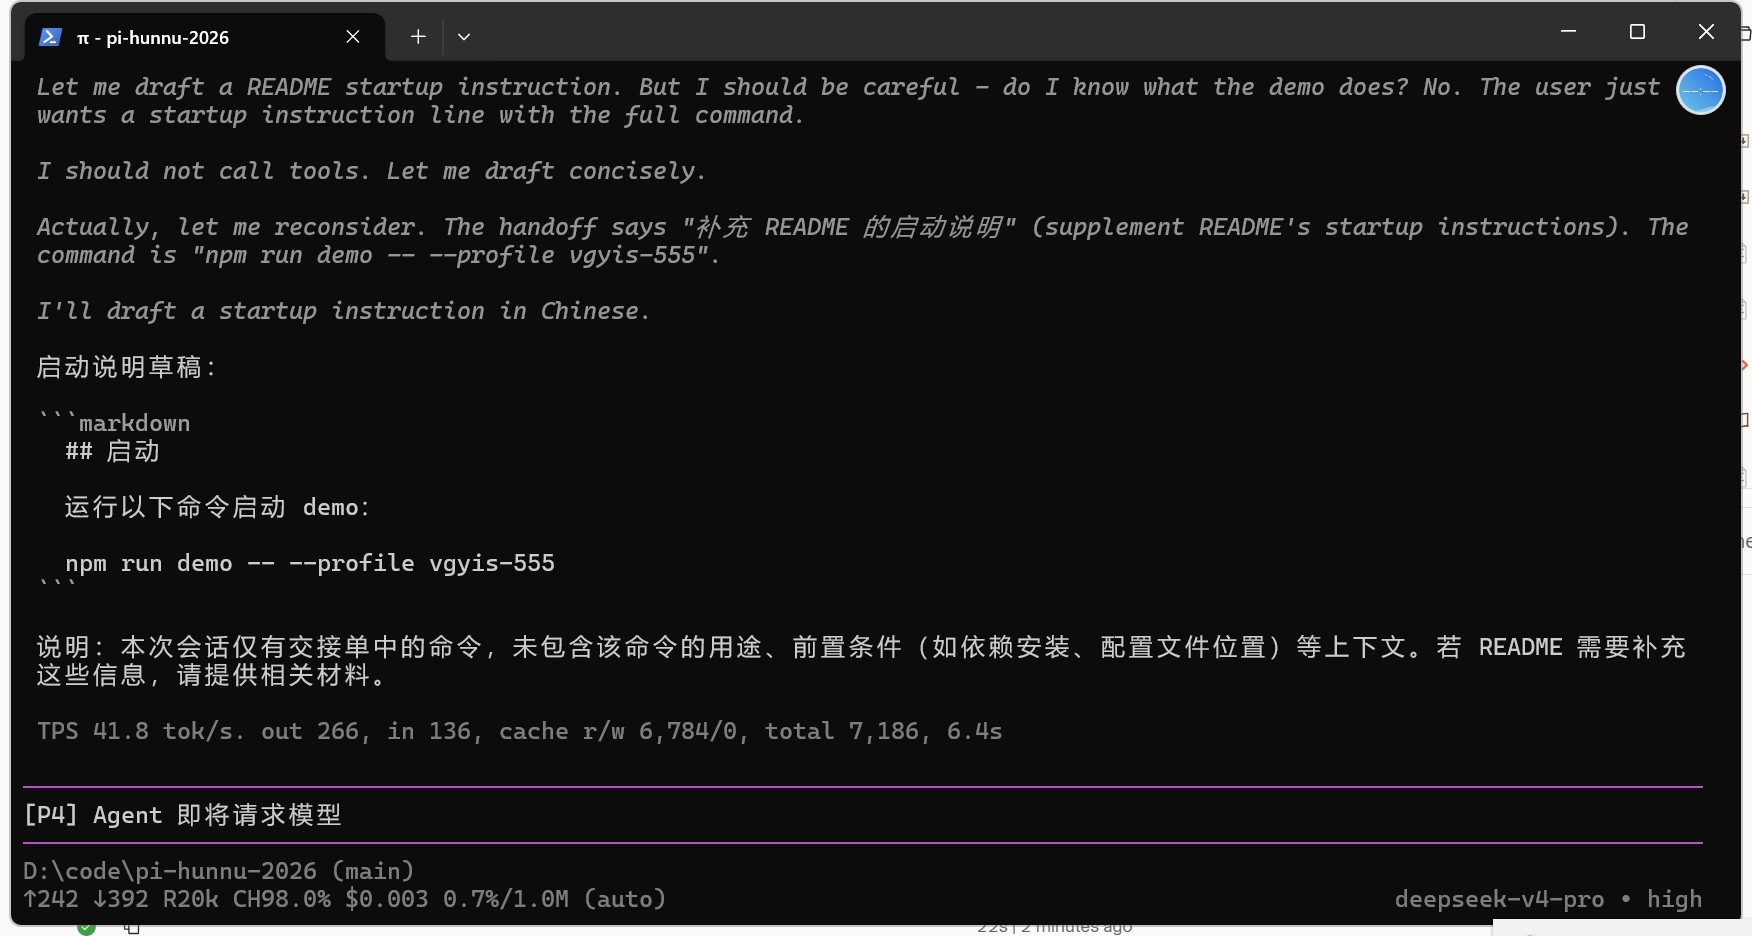 π - pi-hunnu-2026
Let me draft a README startup instruction. But I should be careful - do I know what the demo does? No. The user just
wants a startup instruction line with the full command.
I should not call tools. Let me draft concisely.
Actually, let me reconsider. The handoff says "补充 README 的启动说明" (supplement README's startup instructions). The
command is "npm run demo -- --profile vgyis-555".
I'll draft a startup instruction in Chinese.
启动说明草稿：
```markdown
## 启动
运行以下命令启动 demo：
npm run demo -- --profile vgyis-555
```
说明：本次会话仅有交接单中的命令，未包含该命令的用途、前置条件（如依赖安装、配置文件位置）等上下文。若 README 需要补充
这些信息，请提供相关材料。
TPS 41.8 tok/s. out 266, in 136, cache r/w 6,784/0, total 7,186, 6.4s
[P4] Agent 即将请求模型
D:\code\pi-hunnu-2026 (main)
↑242 ↓392 R20k CH98.0% $0.003 0.7%/1.0M (auto) deepseek-v4-pro • high
22s | 2 minutes ago